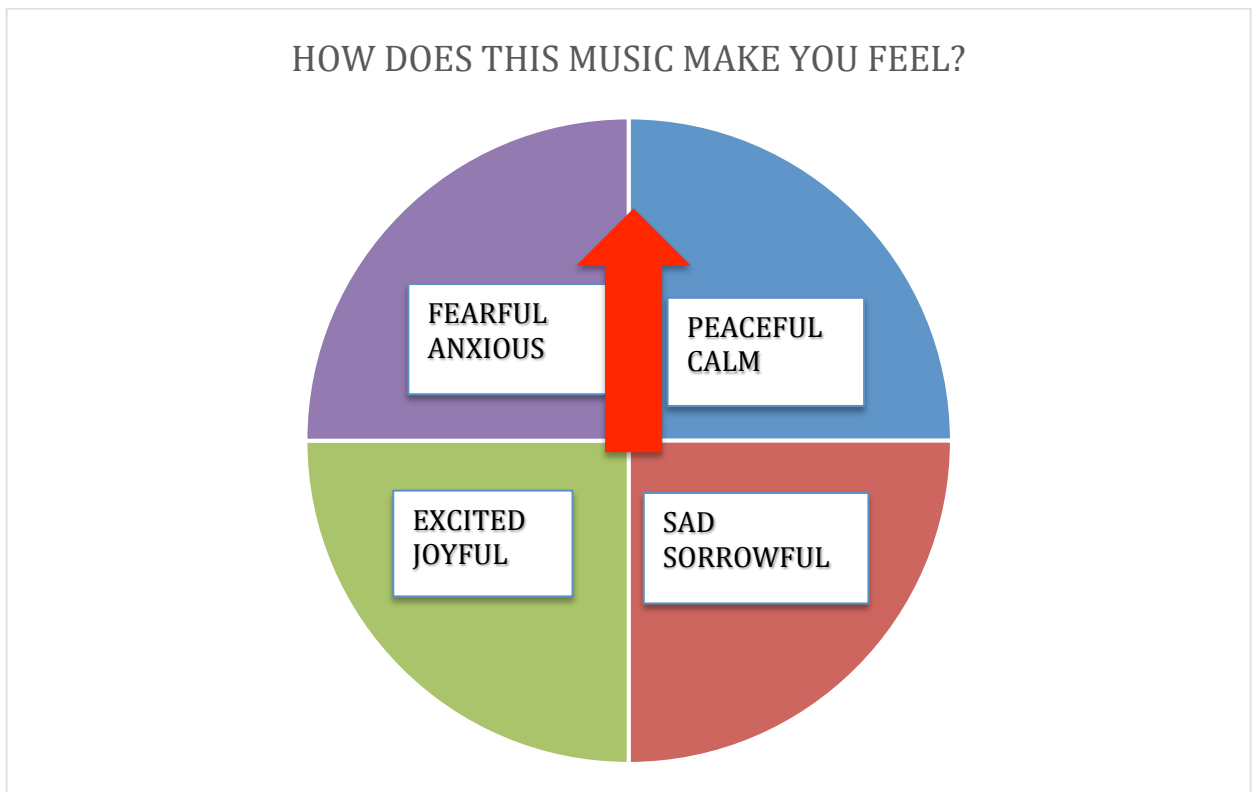 HOW DOES THIS MUSIC MAKE YOU FEEL?
FEARFUL
ANXIOUS
PEACEFUL
CALM
EXCITED
JOYFUL
SAD
SORROWFUL